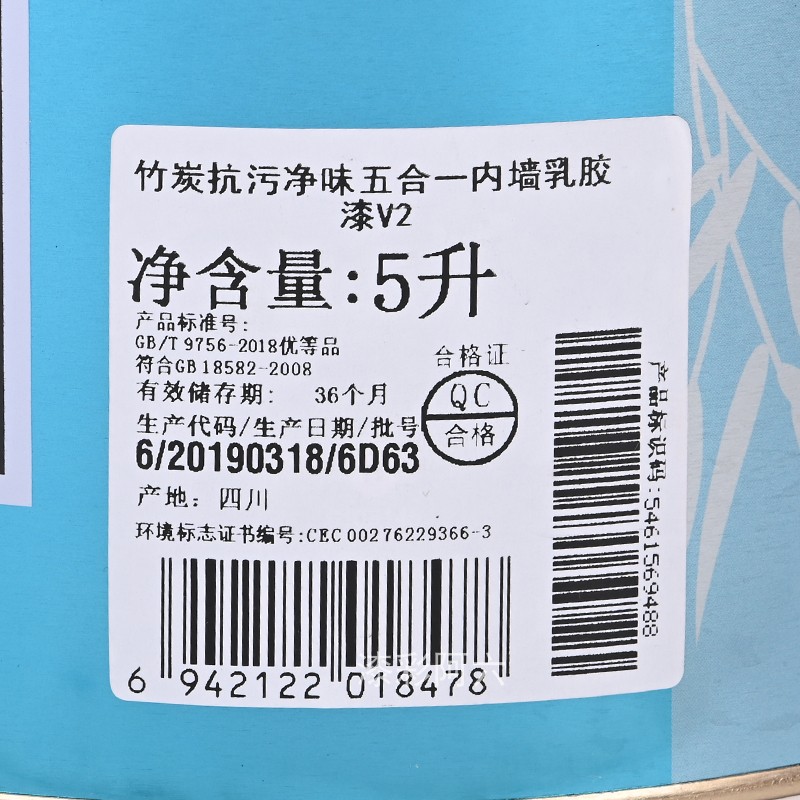 竹炭抗污净味五合一内墙乳胶
漆V2
净含量:5升
产品标准号:
GB/T 9756-2018优等品
符合GB 18582-2008
有效储存期: 36个月
合格证
QC
合格
生产代码/生产日期/批号
6/20190318/6D63
产地: 四川
环境标志证书编号:CEC 00276229366-3
6 942122 018478
产品标识码:5461569488
漆彩阿六